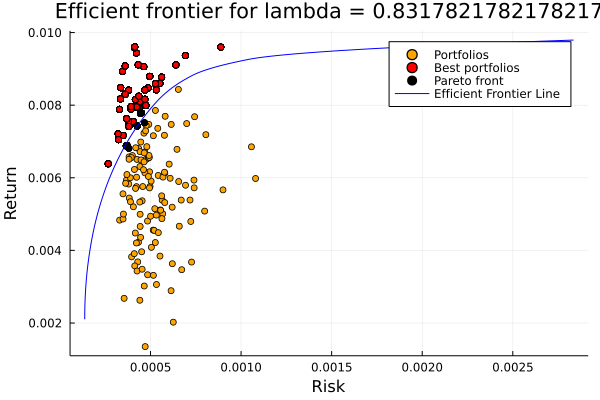 Efficient frontier for lambda = 0.8317821782178217
0.010
0.008
0.006
0.004
0.002
Return
Portfolios
Best portfolios
Pareto front
Efficient Frontier Line
0.0005 0.0010 0.0015 0.0020 0.0025
Risk